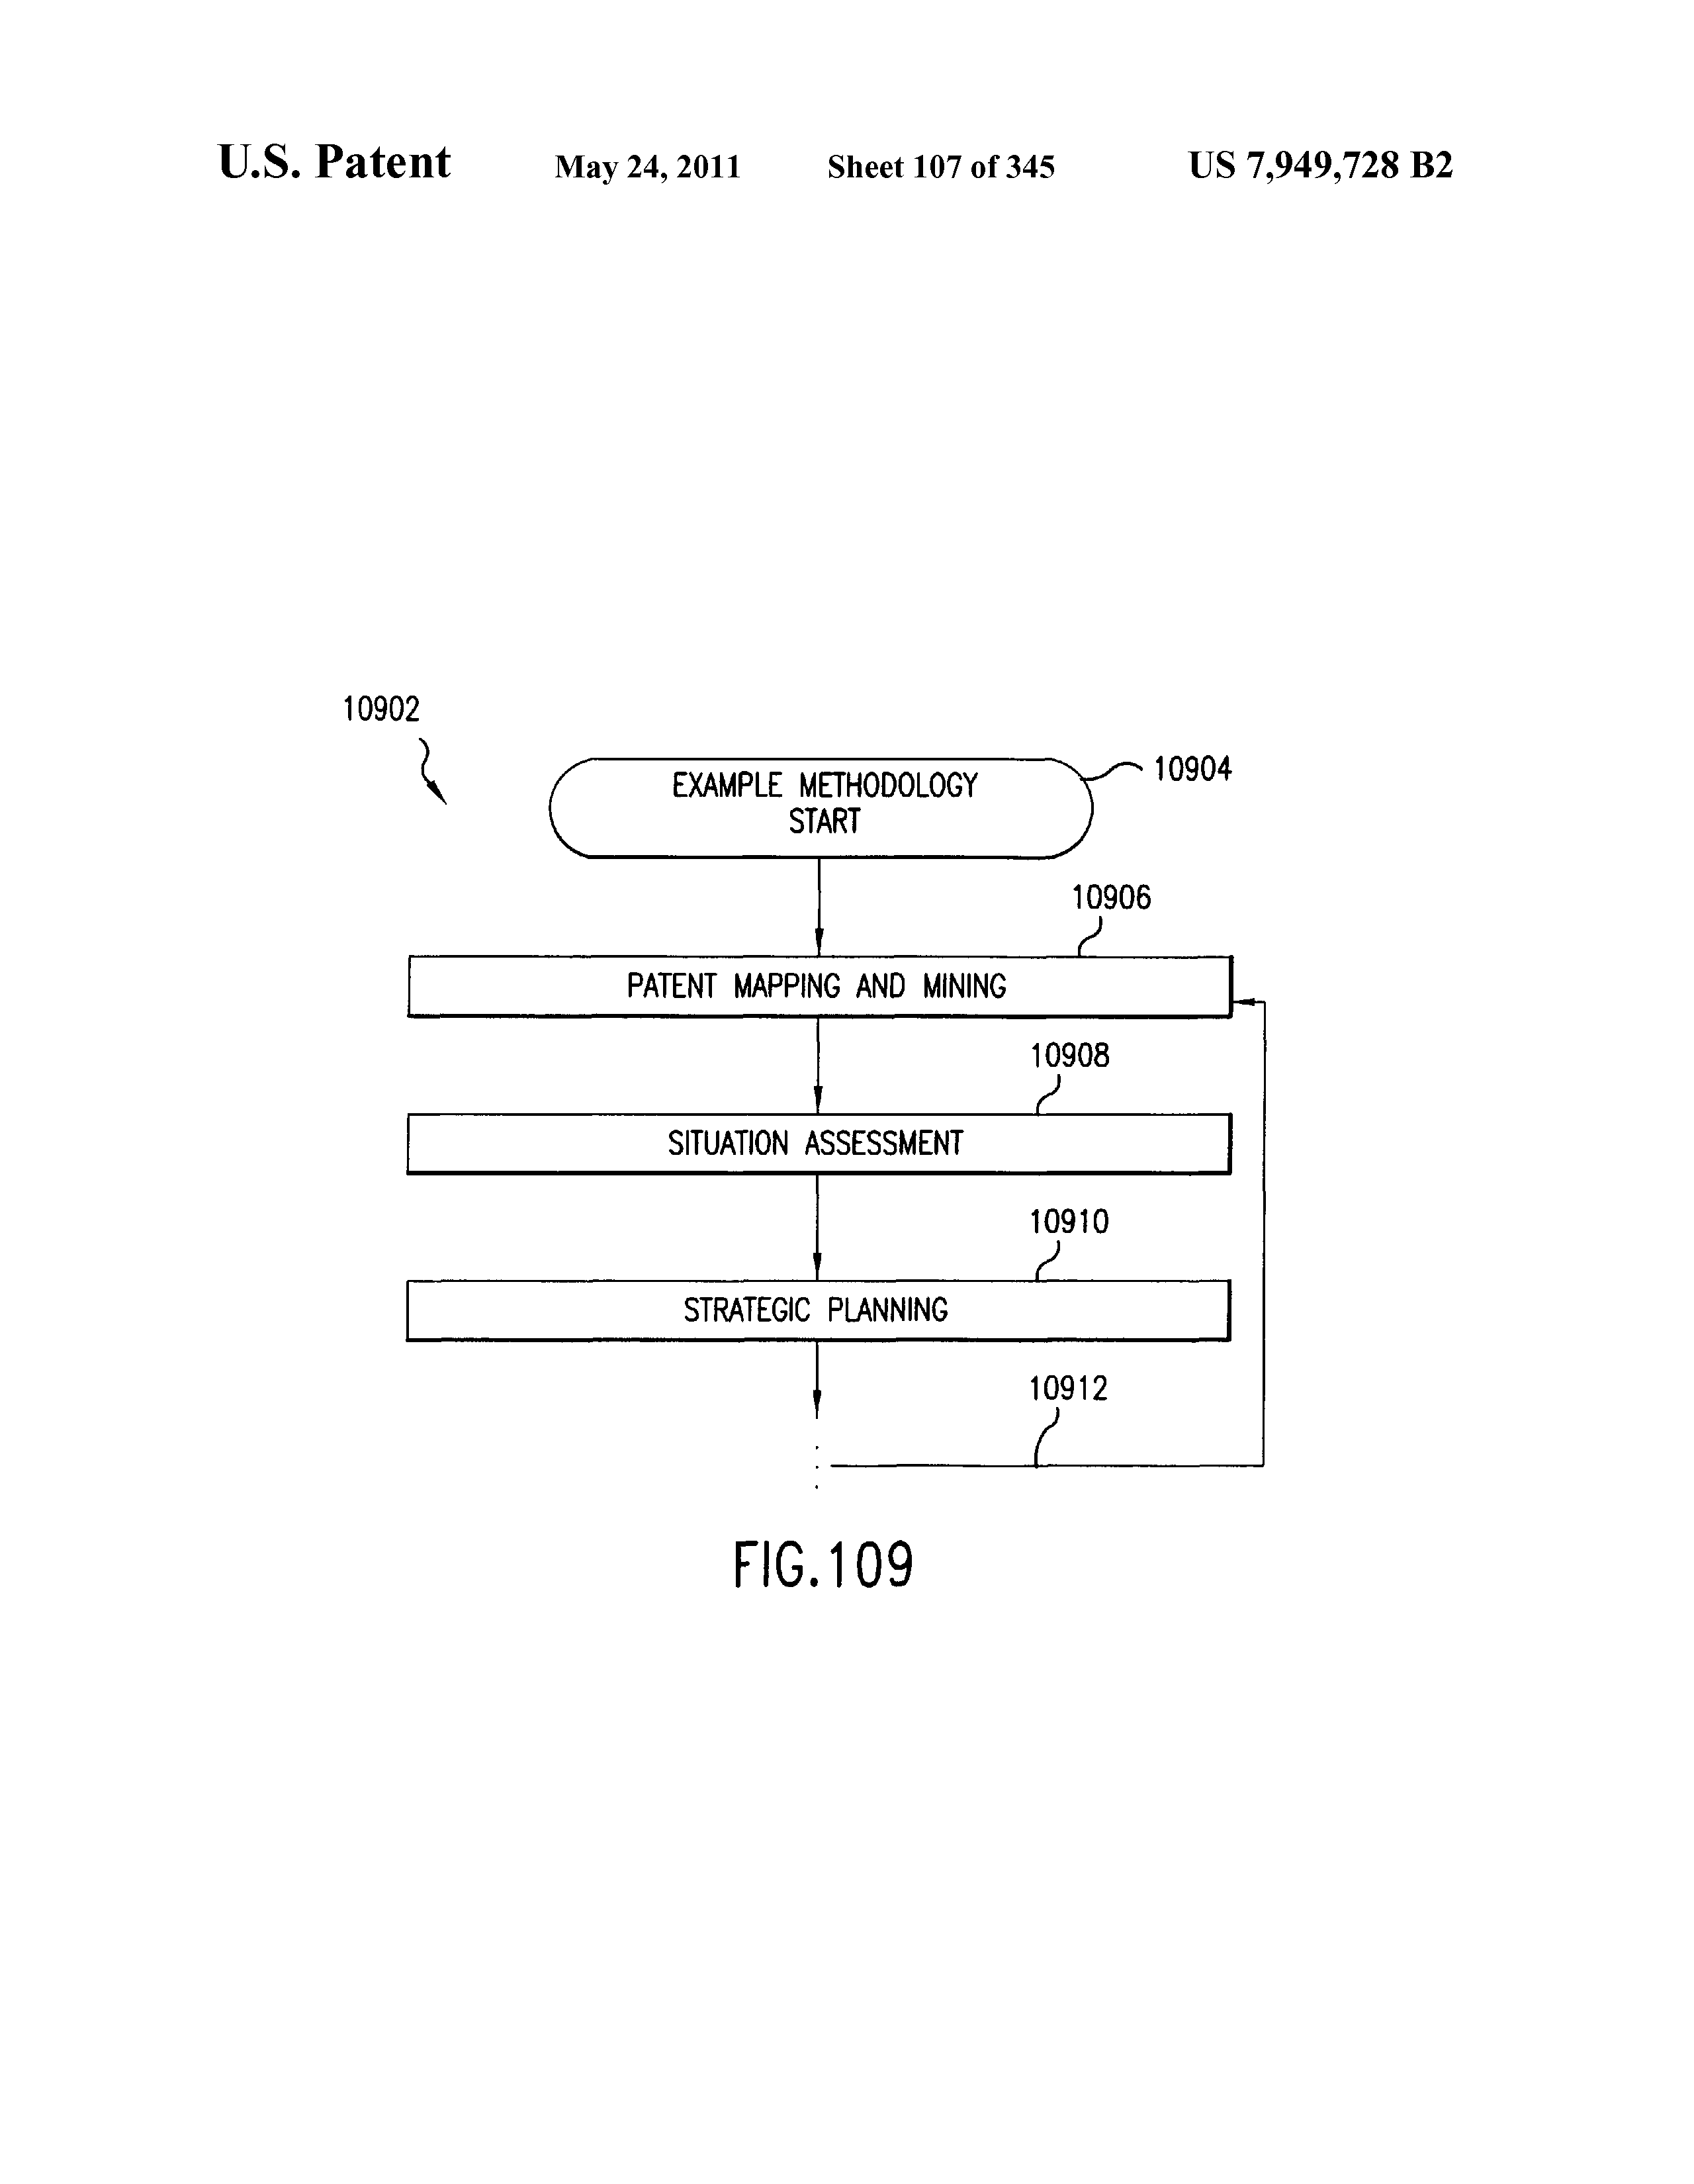 U.S. Patent May 24, 2011 Sheet 107 of 345 US 7,949,728 B2
10902
10904
EXAMPLE METHODOLOGY
START
10906
PATENT MAPPING AND MINING
10908
SITUATION ASSESSMENT
10910
STRATEGIC PLANNING
10912
FIG.109